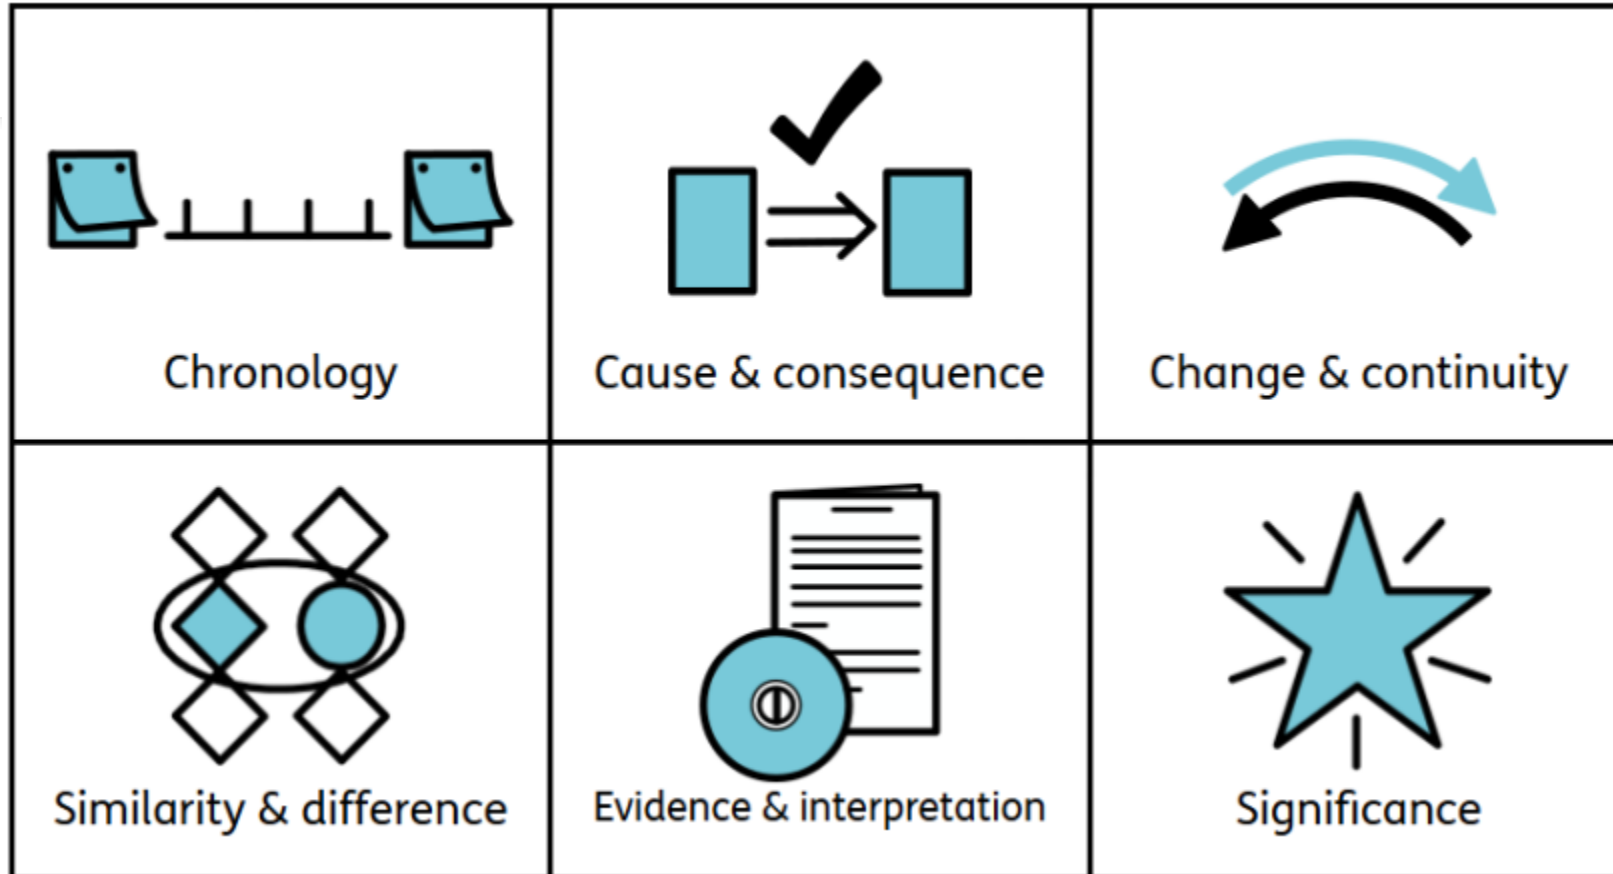 Chronology
Cause & consequence
Change & continuity
Similarity & difference
Evidence & interpretation
Significance